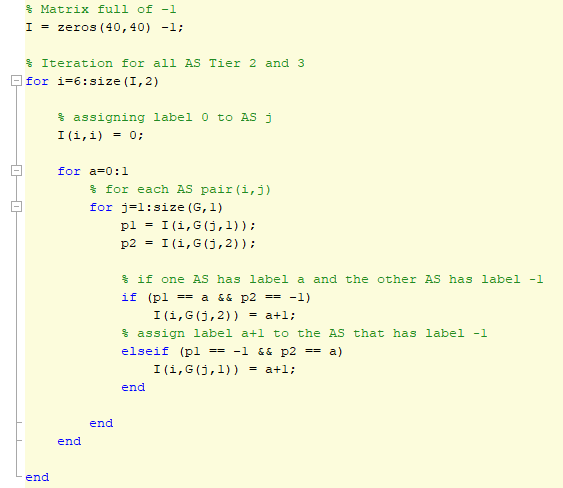 % Matrix full of -1
I = zeros(40,40) -1;
% Iteration for all AS Tier 2 and 3
for i=6:size(I,2)
% assigning label 0 to AS j
I(i,i) = 0;
for a=0:1
% for each AS pair(i,j)
for j=1:size(G,1)
p1 = I(i,G(j,1));
p2 = I(i,G(j,2));
% if one AS has label a and the other AS has label -1
if (p1 == a && p2 == -1)
I(i,G(j,2)) = a+1;
% assign label a+1 to the AS that has label -1
elseif (p1 == -1 && p2 == a)
I(i,G(j,1)) = a+1;
end
end
end
end